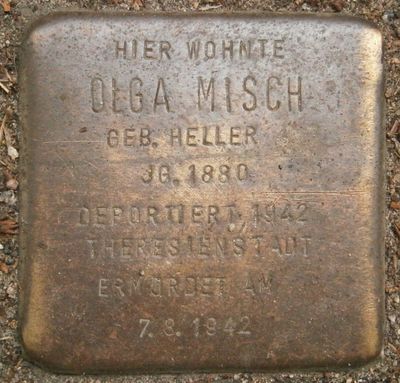 HIER WOHNTE
OLGA MISCH
GEB. HELLER
JG. 1880
DEPORTIERT 1942
THERESIENSTADT
ERMORDET AM
7.8.1942